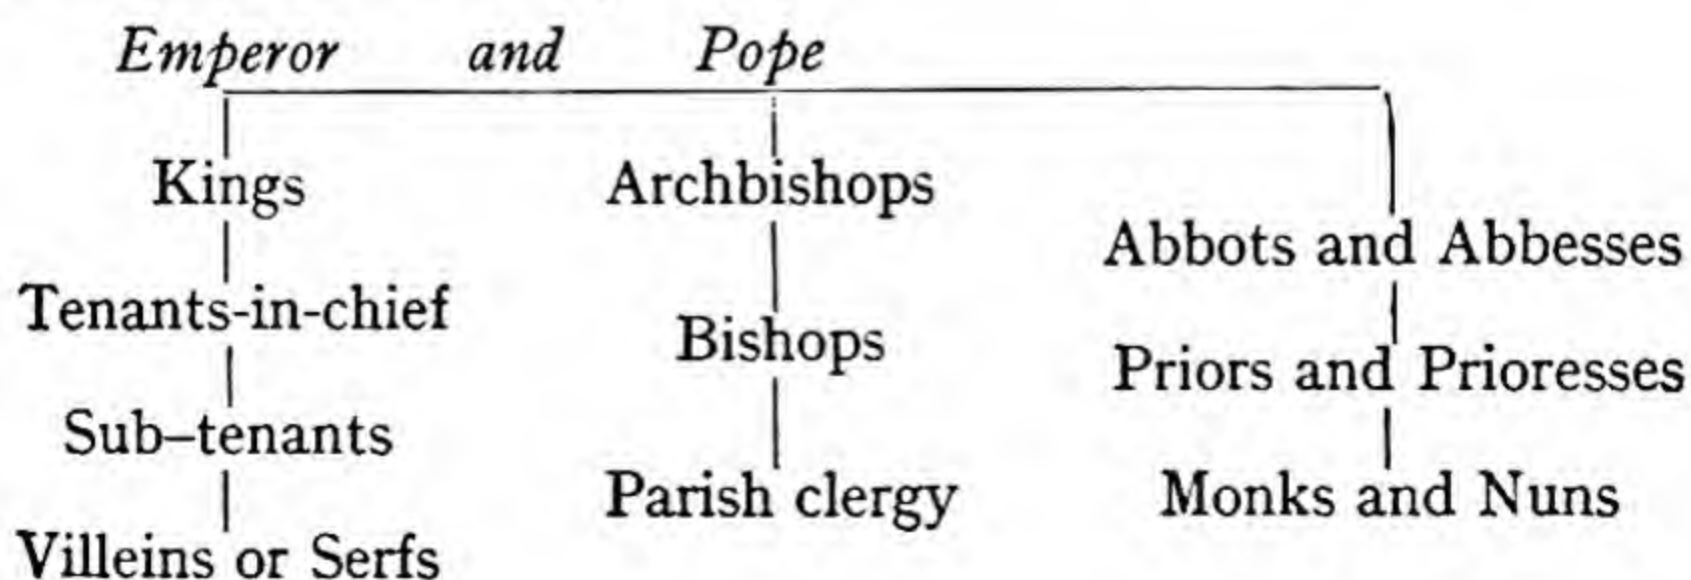 Emperor and Pope
Kings
Tenants-in-chief
Sub–tenants
Villeins or Serfs
Archbishops
Bishops
Parish clergy
Abbots and Abbesses
Priors and Prioresses
Monks and Nuns